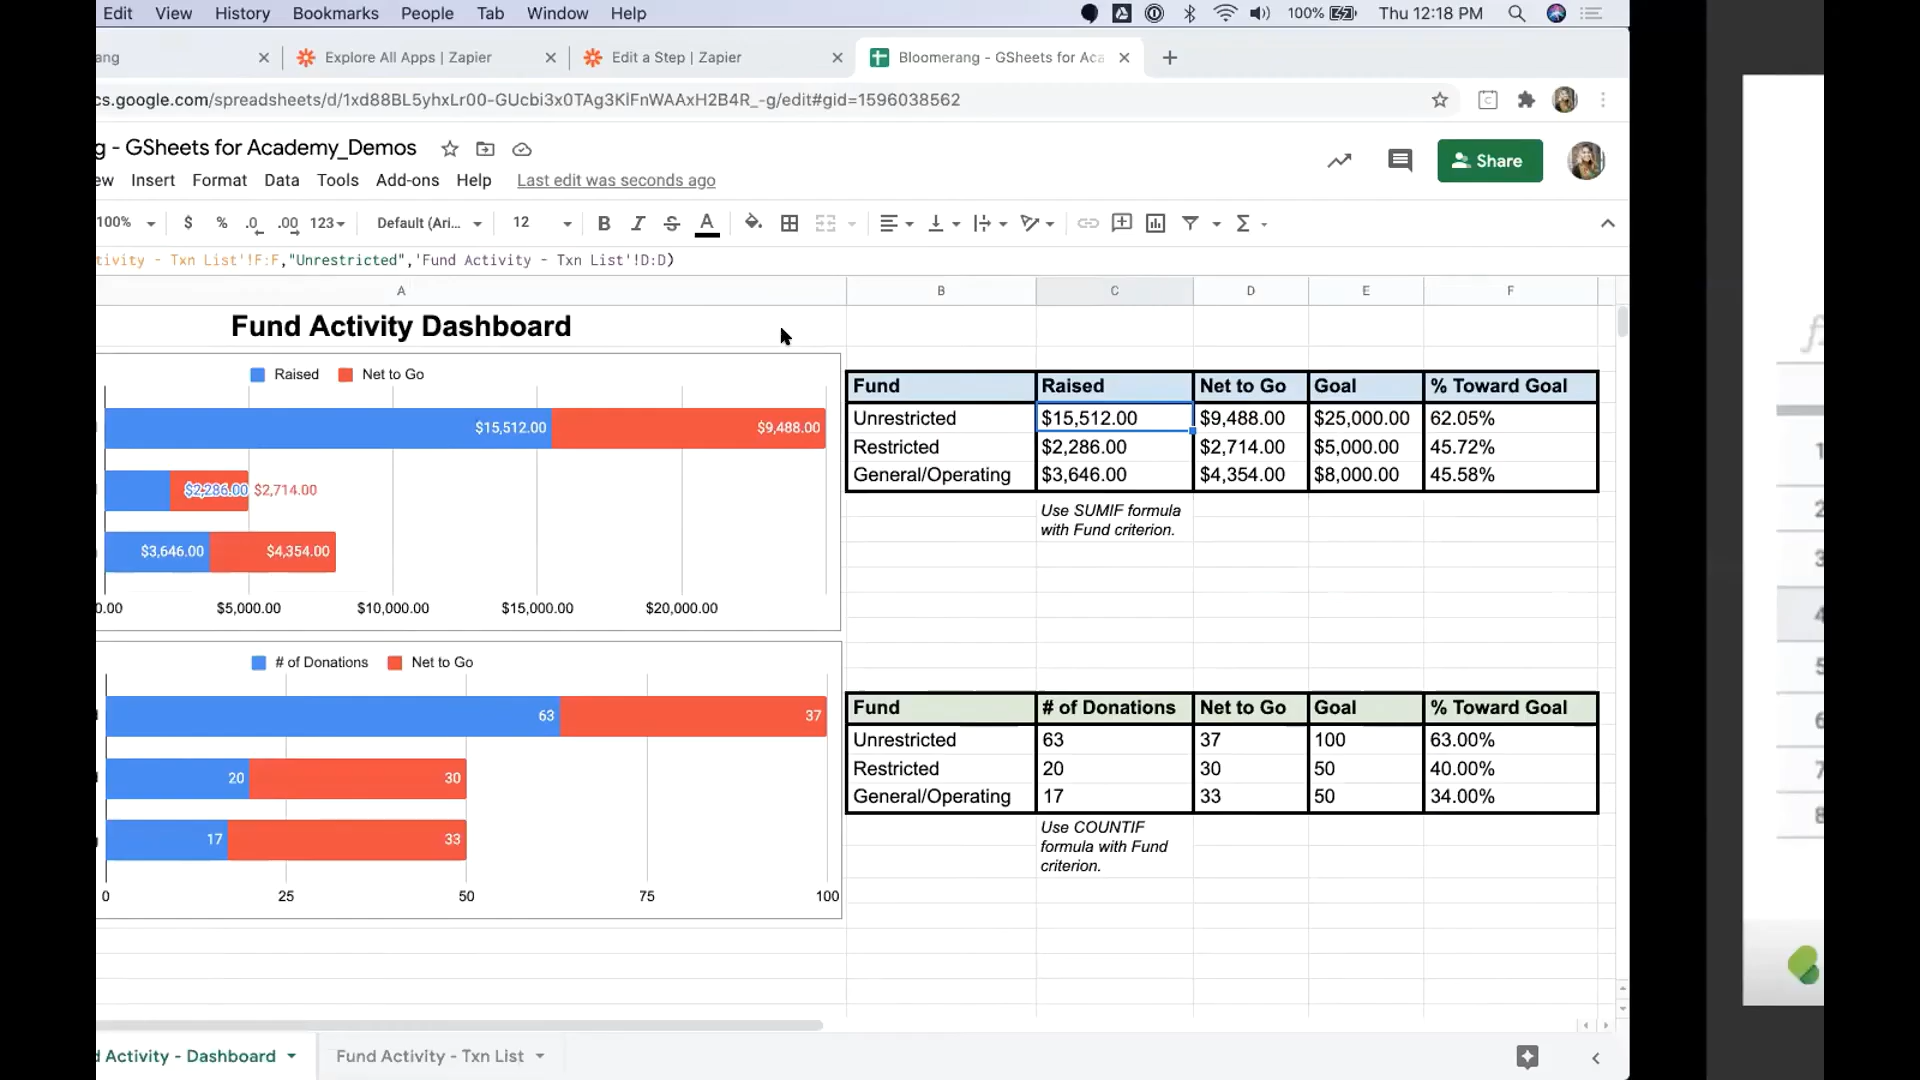 Edit View History Bookmarks People Tab Window Help 100% Thu 12:18 PM
ang Explore All Apps | Zapier Edit a Step | Zapier Bloomerang - GSheets for Aca
cs.google.com/spreadsheets/d/1xd88BL5yhxLr00-GUcbi3x0TAg3KlFnWAAxH2B4R_-g/edit#gid=1596038562
g - GSheets for Academy_Demos
Share
ew Insert Format Data Tools Add-ons Help Last edit was seconds ago
100% $ % .0 .00 123 Default (Ari... 12 B I S A
tivity - Txn List'!F:F,"Unrestricted",'Fund Activity - Txn List'!D:D)
A B C D E F
Fund Activity Dashboard
Raised Net to Go
$15,512.00 $9,488.00
$2,286.00 $2,714.00
$3,646.00 $4,354.00
0.00 $5,000.00 $10,000.00 $15,000.00 $20,000.00
Fund Raised Net to Go Goal % Toward Goal
Unrestricted $15,512.00 $9,488.00 $25,000.00 62.05%
Restricted $2,286.00 $2,714.00 $5,000.00 45.72%
General/Operating $3,646.00 $4,354.00 $8,000.00 45.58%
Use SUMIF formula
with Fund criterion.
# of Donations Net to Go
63 37
20 30
17 33
0 25 50 75 100
Fund # of Donations Net to Go Goal % Toward Goal
Unrestricted 63 37 100 63.00%
Restricted 20 30 50 40.00%
General/Operating 17 33 50 34.00%
Use COUNTIF
formula with Fund
criterion.
d Activity - Dashboard Fund Activity - Txn List
1
2
3
4
5
6
7
8